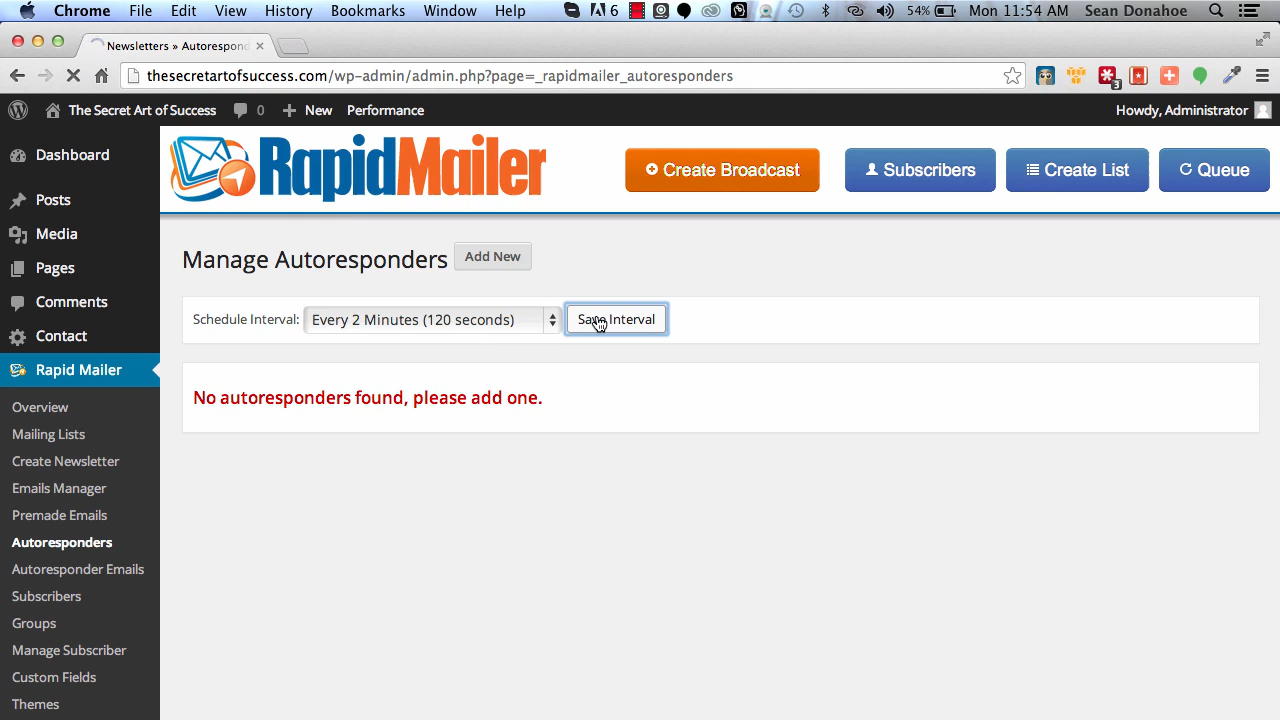 Chrome File Edit View History Bookmarks Window Help 6 54% Mon 11:54 AM Sean Donahoe
Newsletters » Autorespond
thesecretartofsuccess.com/wp-admin/admin.php?page=_rapidmailer_autoresponders
3
The Secret Art of Success 0 New Performance Howdy, Administrator
Dashboard
Posts
Media
Pages
Comments
Contact
Rapid Mailer
Overview
Mailing Lists
Create Newsletter
Emails Manager
Premade Emails
Autoresponders
Autoresponder Emails
Subscribers
Groups
Manage Subscriber
Custom Fields
Themes
RapidMailer
Create Broadcast Subscribers Create List Queue
Manage Autoresponders Add New
Schedule Interval: Every 2 Minutes (120 seconds) Save Interval
No autoresponders found, please add one.